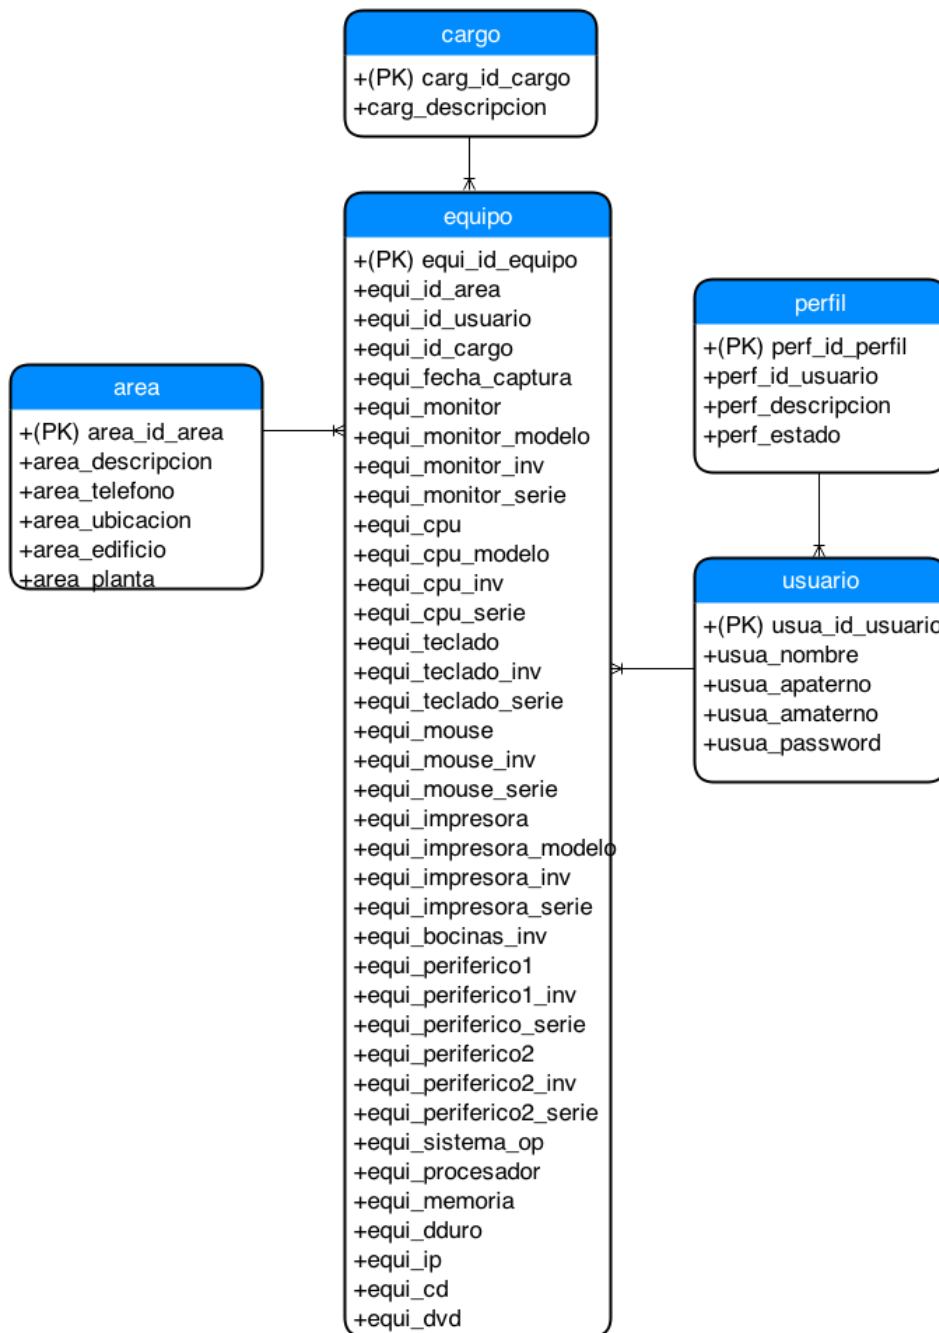 cargo
+(PK) carg_id_cargo
+carg_descripcion
equipo
+(PK) equi_id_equipo
+equi_id_area
+equi_id_usuario
+equi_id_cargo
+equi_fecha_captura
+equi_monitor
+equi_monitor_modelo
+equi_monitor_inv
+equi_monitor_serie
+equi_cpu
+equi_cpu_modelo
+equi_cpu_inv
+equi_cpu_serie
+equi_teclado
+equi_teclado_inv
+equi_teclado_serie
+equi_mouse
+equi_mouse_inv
+equi_mouse_serie
+equi_impresora
+equi_impresora_modelo
+equi_impresora_inv
+equi_impresora_serie
+equi_bocinas_inv
+equi_periferico1
+equi_periferico1_inv
+equi_periferico_serie
+equi_periferico2
+equi_periferico2_inv
+equi_periferico2_serie
+equi_sistema_op
+equi_procesador
+equi_memoria
+equi_dduro
+equi_ip
+equi_cd
+equi_dvd
area
+(PK) area_id_area
+area_descripcion
+area_telefono
+area_ubicacion
+area_edificio
+area_planta
perfil
+(PK) perf_id_perfil
+perf_id_usuario
+perf_descripcion
+perf_estado
usuario
+(PK) usua_id_usuario
+usua_nombre
+usua_apaterno
+usua_amaterno
+usua_password